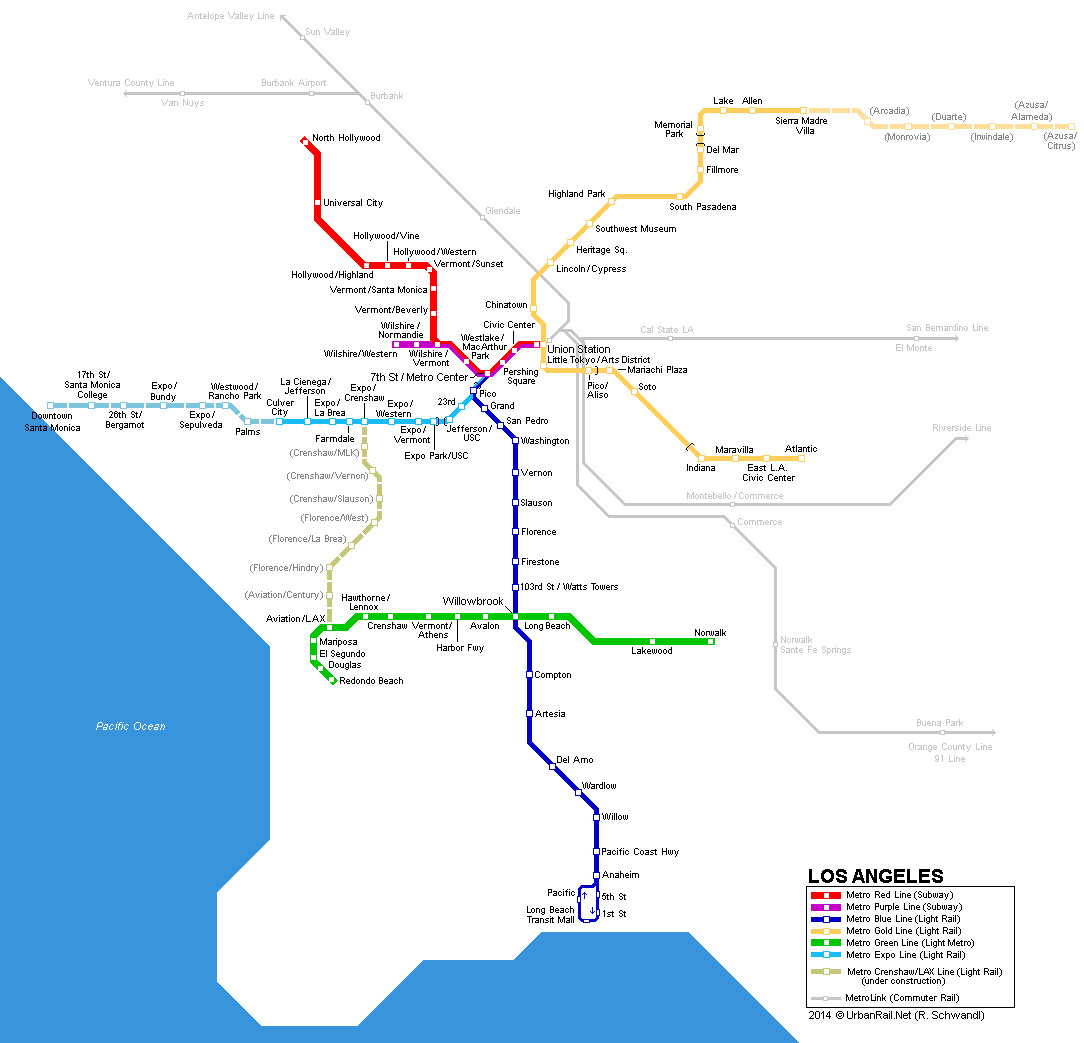 Antelope Valley Line
Sun Valley
Ventura County Line
Burbank Airport
Van Nuys
Burbank
Glendale
North Hollywood
Universal City
Hollywood/Vine
Hollywood/Western
Hollywood/Highland
Vermont/Sunset
Vermont/Santa Monica
Vermont/Beverly
Wilshire/
Normandie
Wilshire/Western
Wilshire/
Vermont
Westlake/
MacArthur
Park
Civic Center
7th St/Metro Center
Pershing
Square
Union Station
Little Tokyo/Arts District
Pico/
Aliso
Mariachi Plaza
Soto
Indiana
Maravilla
East L.A.
Civic Center
Atlantic
Chinatown
Lincoln/Cypress
Heritage Sq.
Southwest Museum
Highland Park
South Pasadena
Fillmore
Del Mar
Memorial
Park
Lake
Allen
Sierra Madre
Villa
(Arcadia)
(Monrovia)
(Duarte)
(Irwindale)
(Azusa/
Alameda)
(Azusa/
Citrus)
Cal State LA
San Bernardino Line
El Monte
Riverside Line
Montebello/Commerce
Commerce
Norwalk
Sante Fe Springs
Buena Park
Orange County Line
91 Line
Downtown
Santa Monica
17th St/
Santa Monica
College
26th St/
Bergamot
Expo/
Bundy
Expo/
Sepulveda
Westwood/
Rancho Park
Palms
Culver
City
La Cienega/
Jefferson
Expo/
La Brea
Farmdale
Expo/
Crenshaw
Expo/
Western
Expo/
Vermont
Expo Park/USC
Jefferson/
USC
23rd
Pico
Grand
San Pedro
Washington
Vernon
Slauson
Florence
Firestone
103rd St/Watts Towers
Willowbrook
(Crenshaw/MLK)
(Crenshaw/Vernon)
(Crenshaw/Slauson)
(Florence/West)
(Florence/La Brea)
(Florence/Hindry)
(Aviation/Century)
Aviation/LAX
Hawthorne/
Lennox
Crenshaw
Vermont/
Athens
Harbor Fwy
Avalon
Long Beach
Lakewood
Norwalk
Mariposa
El Segundo
Douglas
Redondo Beach
Compton
Artesia
Del Amo
Wardlow
Willow
Pacific Coast Hwy
Anaheim
Pacific
5th St
Long Beach
Transit Mall
1st St
Pacific Ocean
LOS ANGELES
Metro Red Line (Subway)
Metro Purple Line (Subway)
Metro Blue Line (Light Rail)
Metro Gold Line (Light Rail)
Metro Green Line (Light Metro)
Metro Expo Line (Light Rail)
Metro Crenshaw/LAX Line (Light Rail)
(under construction)
MetroLink (Commuter Rail)
2014 © UrbanRail.Net (R. Schwandl)